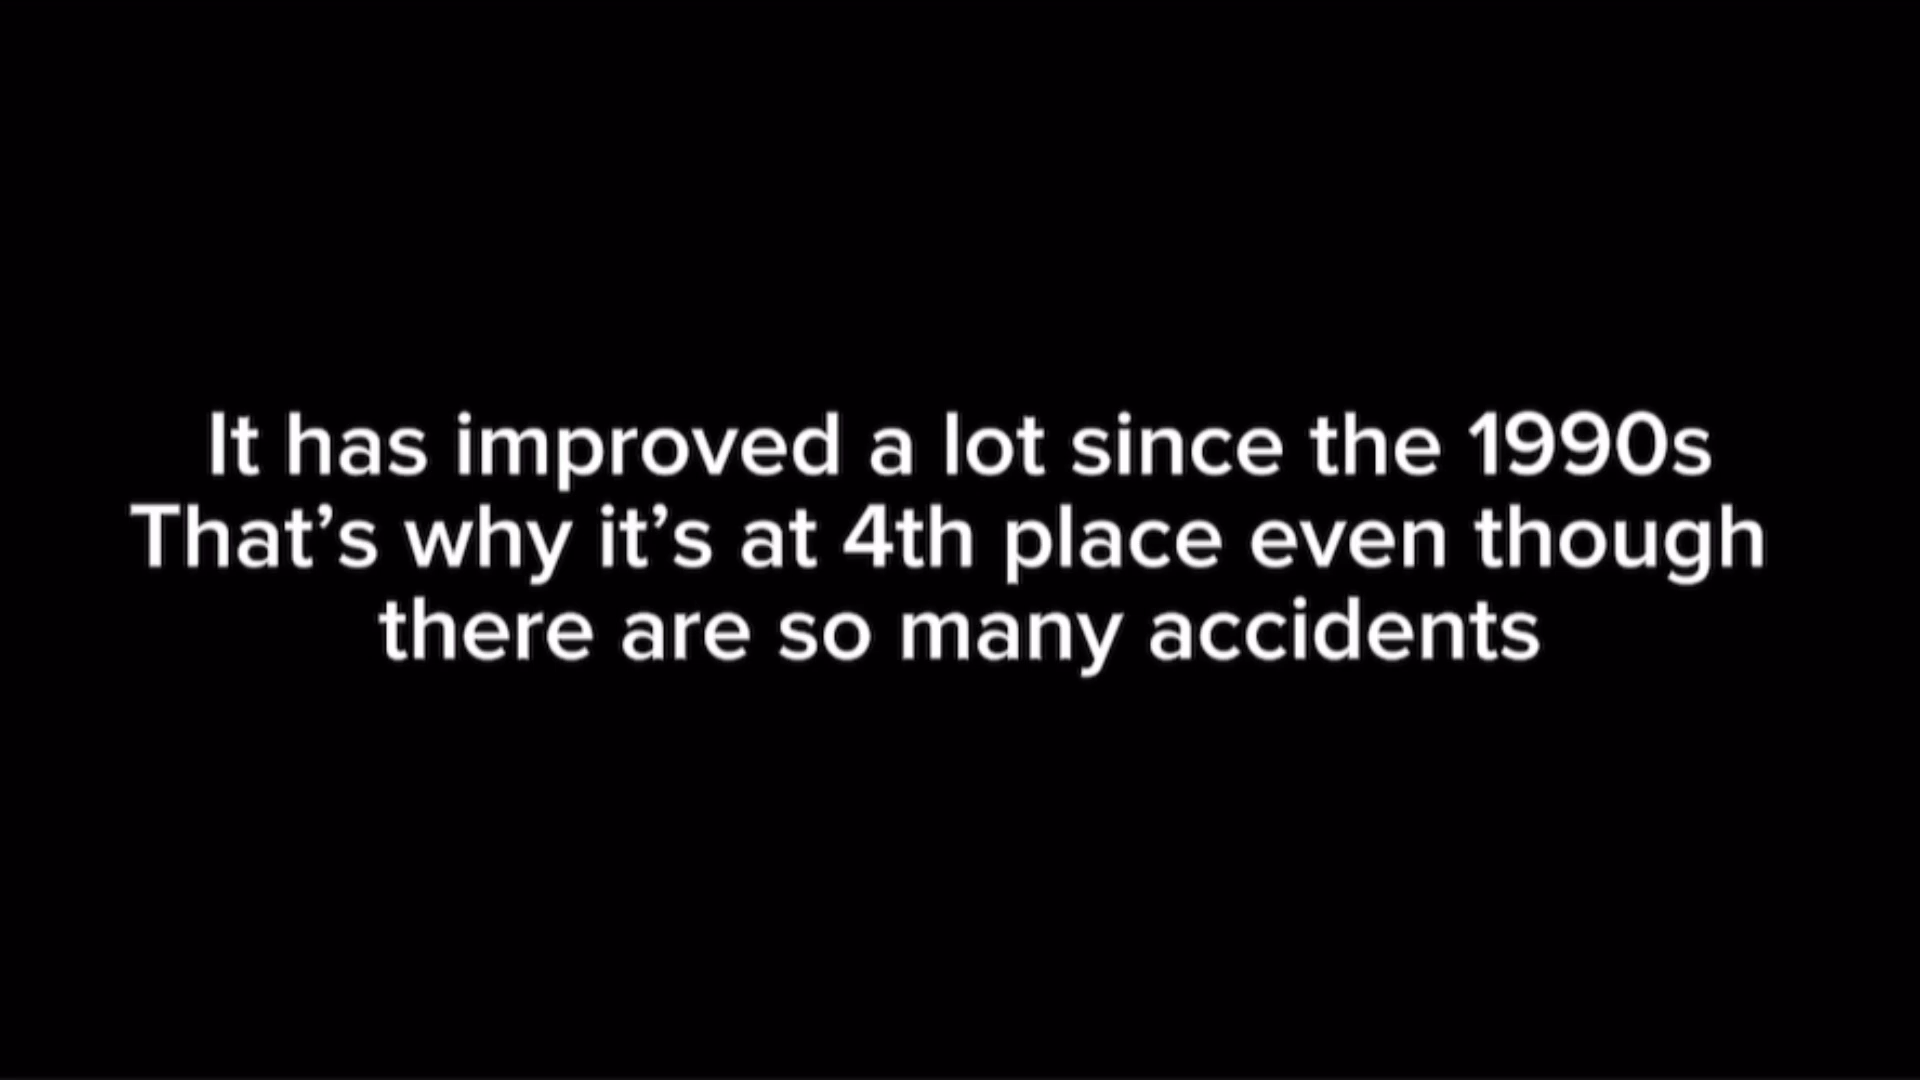 It has improved a lot since the 1990s
That’s why it’s at 4th place even though
there are so many accidents